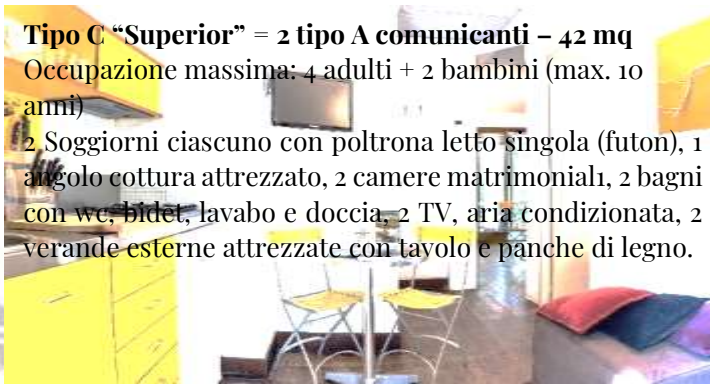 Tipo C “Superior” = 2 tipo A comunicanti – 42 mq
Occupazione massima: 4 adulti + 2 bambini (max. 10
anni)
2 Soggiorni ciascuno con poltrona letto singola (futon), 1
angolo cottura attrezzato, 2 camere matrimonial1, 2 bagni
con wc, bidet, lavabo e doccia, 2 TV, aria condizionata, 2
verande esterne attrezzate con tavolo e panche di legno.